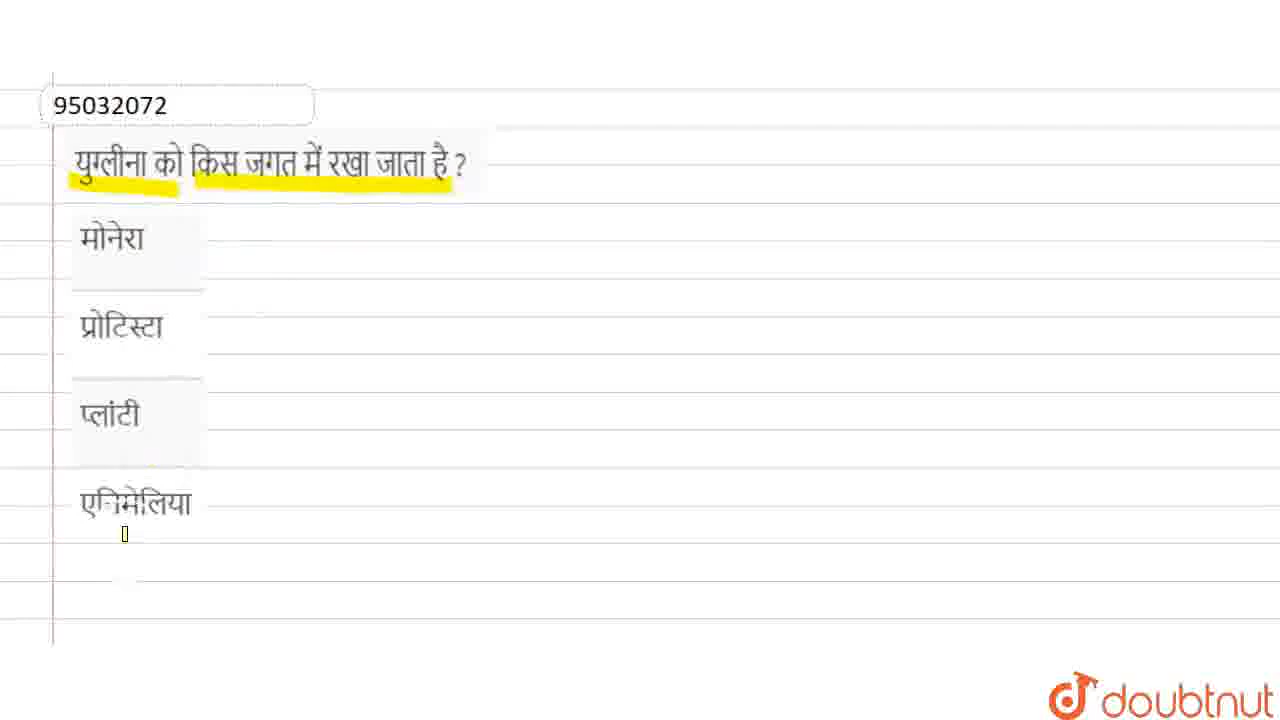 95032072
युग्लीना को किस जगत में रखा जाता है ?
मोनेरा
प्रोटिस्टा
प्लांटी
एनिमेलिया
doubtnut